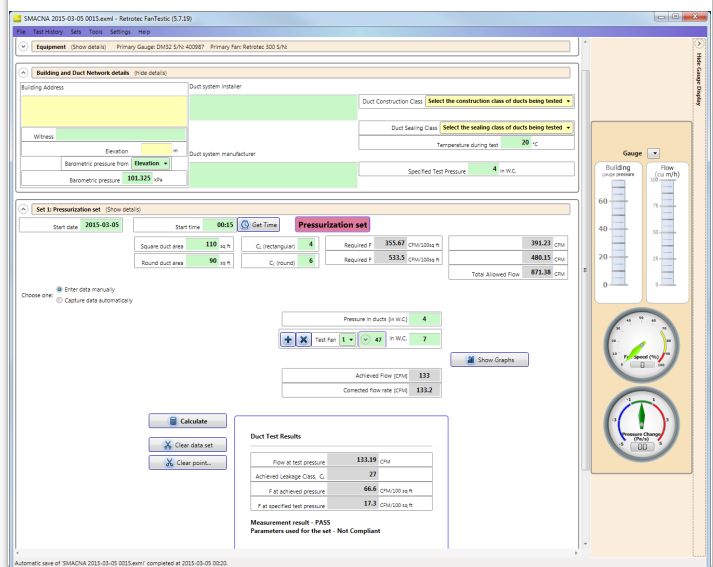 SMACNA 2015-03-05 0015.exml - Retrotec FanTestic (5.7.19)
File Test History Sets Tools Settings Help
Equipment (Show details) Primary Gauge: DM32 S/N: 400987 Primary Fan: Retrotec 300 S/N:
Building and Duct Network details (hide details)
Building Address
Duct system installer
Duct Construction Class Select the construction class of ducts being tested
Witness
Duct Sealing Class Select the sealing class of ducts being tested
Elevation m
Temperature during test 20 °C
Duct system manufacturer
Barometric pressure from Elevation
Specified Test Pressure 4 in W.C.
Barometric pressure 101.325 kPa
Set 1: Pressurization set (Show details)
Start date 2015-03-05 Start time 00:15 Get Time Pressurization set
Square duct area 110 sq ft CL (rectangular) 4 Required F 355.67 CFM/100sq ft 391.23 CFM
Round duct area 90 sq ft CL (round) 6 Required F 533.5 CFM/100sq ft 480.15 CFM
Total Allowed Flow 871.38 CFM
Choose one: Enter data manually
Capture data automatically
Pressure in ducts [in W.C.] 4
Test Fan 1 47 in W.C. 7
Show Graphs
Achieved Flow [CFM] 133
Corrected flow rate [CFM] 133.2
Calculate
Clear data set
Clear point...
Duct Test Results
Flow at test pressure 133.19 CFM
Achieved Leakage Class, CL 27
F at achieved pressure 66.6 CFM/100 sq ft
F at specified test pressure 17.3 CFM/100 sq ft
Measurement result - PASS
Parameters used for the set - Not Compliant
Automatic save of 'SMACNA 2015-03-05 0015.exml' completed at 2015-03-05 00:20.
Hide Gauge Display
Gauge
Building
gauge pressure
Flow
(cu m/h)
60
40
20
0
100
75
50
25
0
Fan Speed (%)
0
Pressure Change
(Pa/s)
00